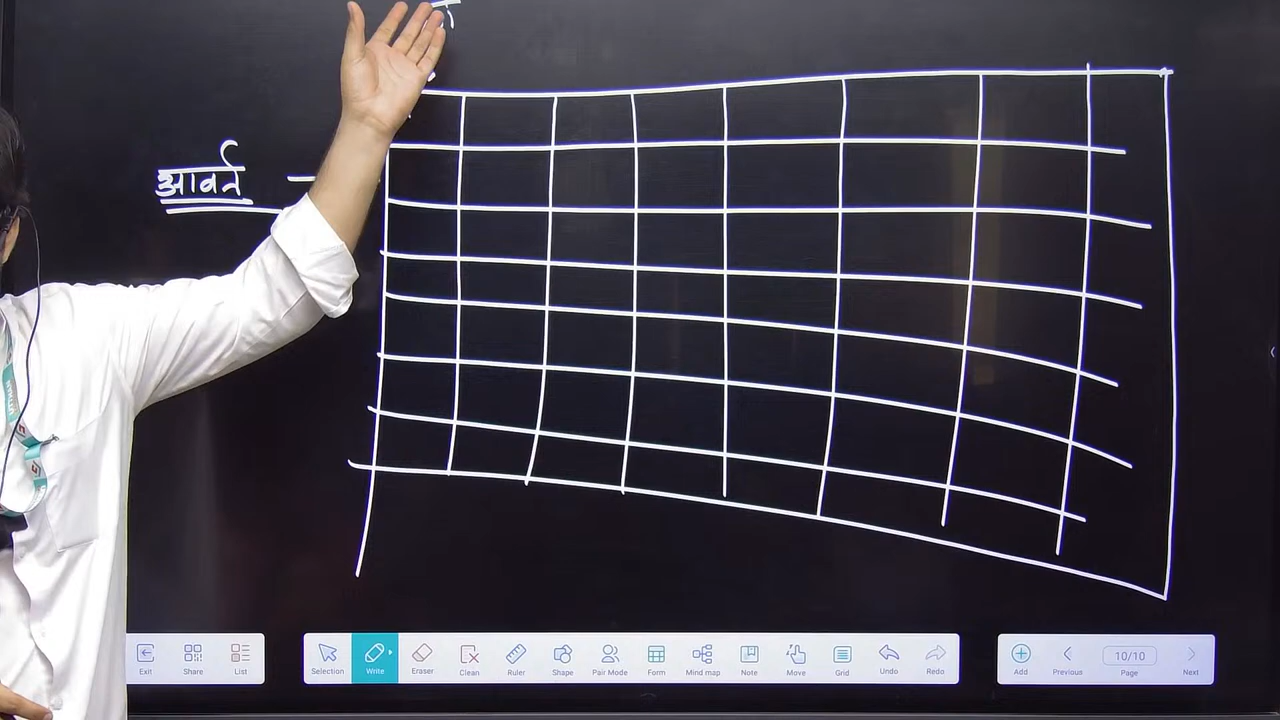 आवर्त
Exit Share List Selection Write Eraser Clean Ruler Shape Pair Mode Form Mind map Note Move Grid Undo Redo Add Previous 10/10 Page Next